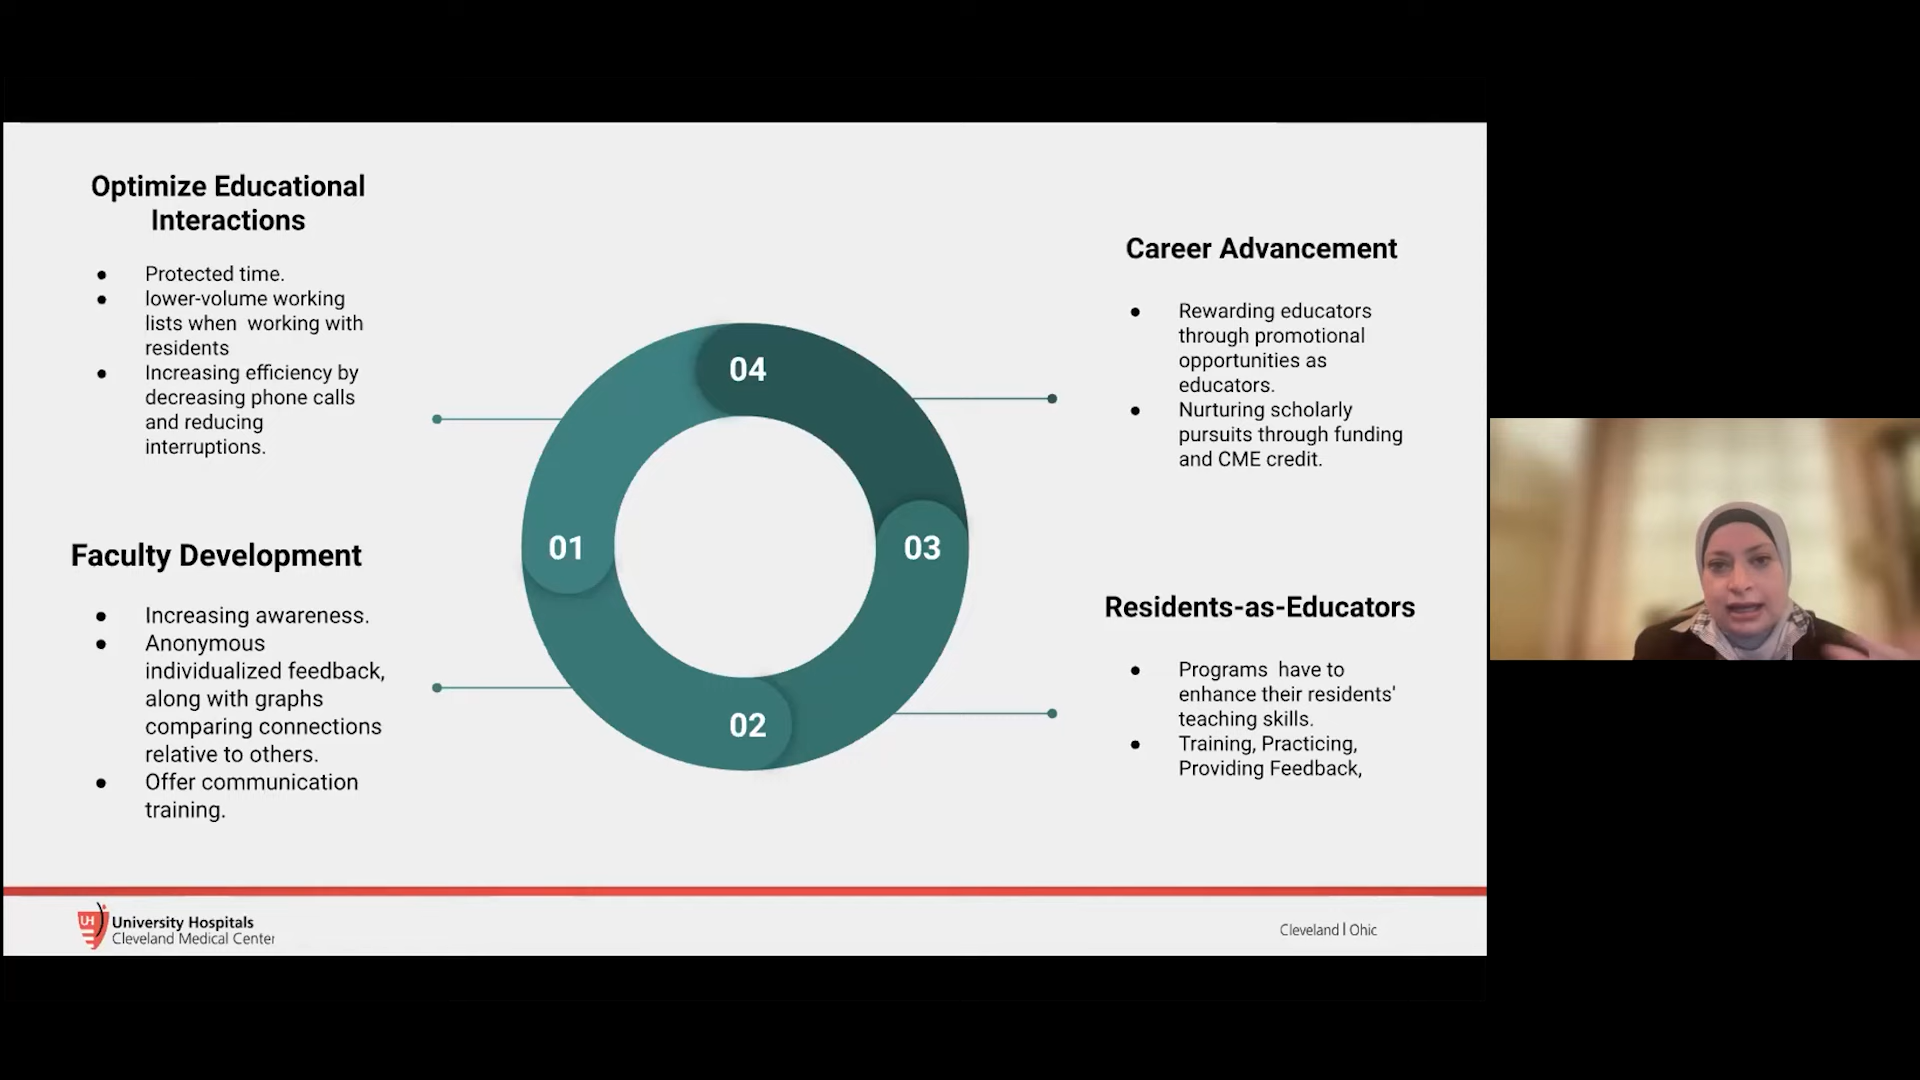 Optimize Educational
Interactions
● Protected time.
● lower-volume working
lists when working with
residents
● Increasing efficiency by
decreasing phone calls
and reducing
interruptions.
Faculty Development
● Increasing awareness.
● Anonymous
individualized feedback,
along with graphs
comparing connections
relative to others.
● Offer communication
training.
04
01
03
02
Career Advancement
● Rewarding educators
through promotional
opportunities as
educators.
● Nurturing scholarly
pursuits through funding
and CME credit.
Residents-as-Educators
● Programs have to
enhance their residents'
teaching skills.
● Training, Practicing,
Providing Feedback,
UH
University Hospitals
Cleveland Medical Center
Cleveland | Ohic